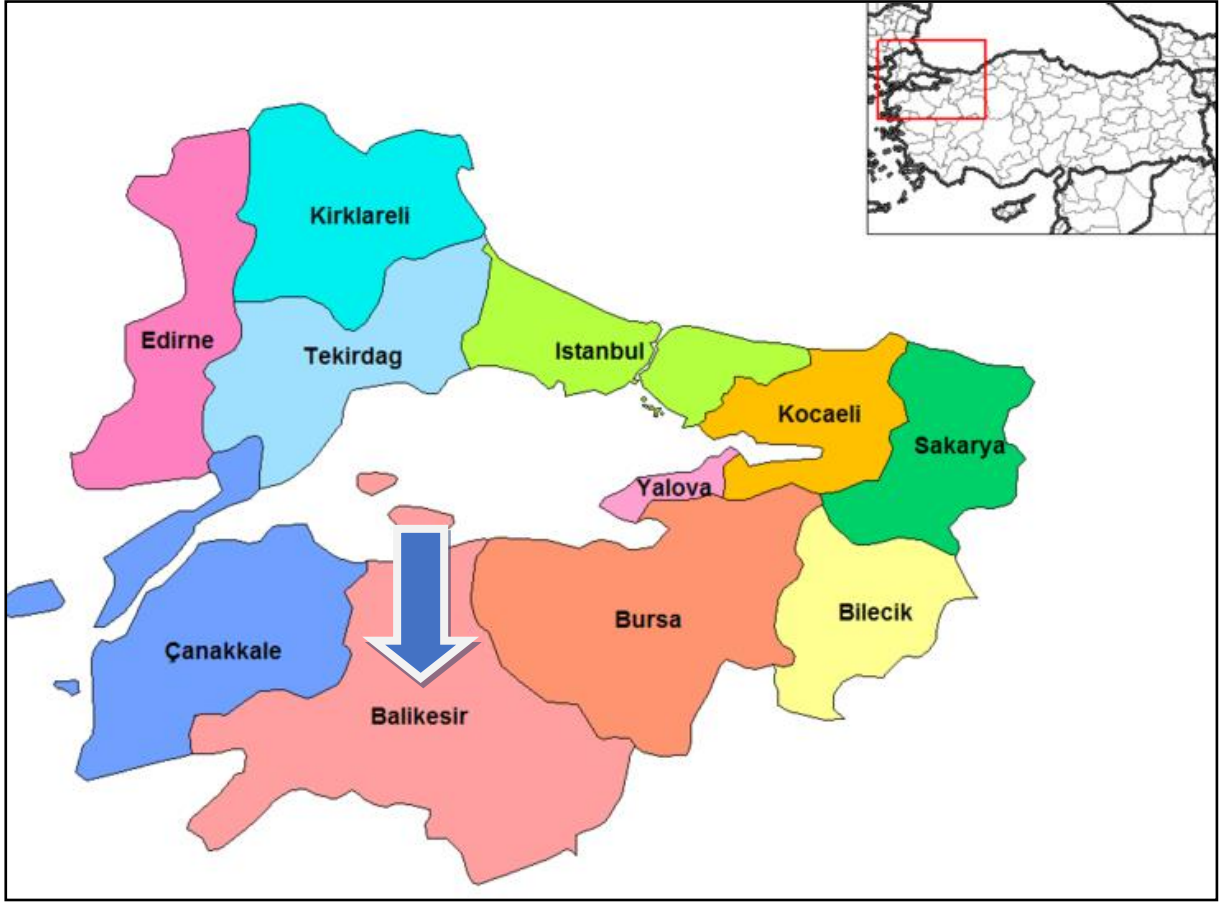 Kirklareli
Edirne
Tekirdag
Istanbul
Kocaeli
Sakarya
Yalova
Bursa
Bilecik
Çanakkale
Balikesir